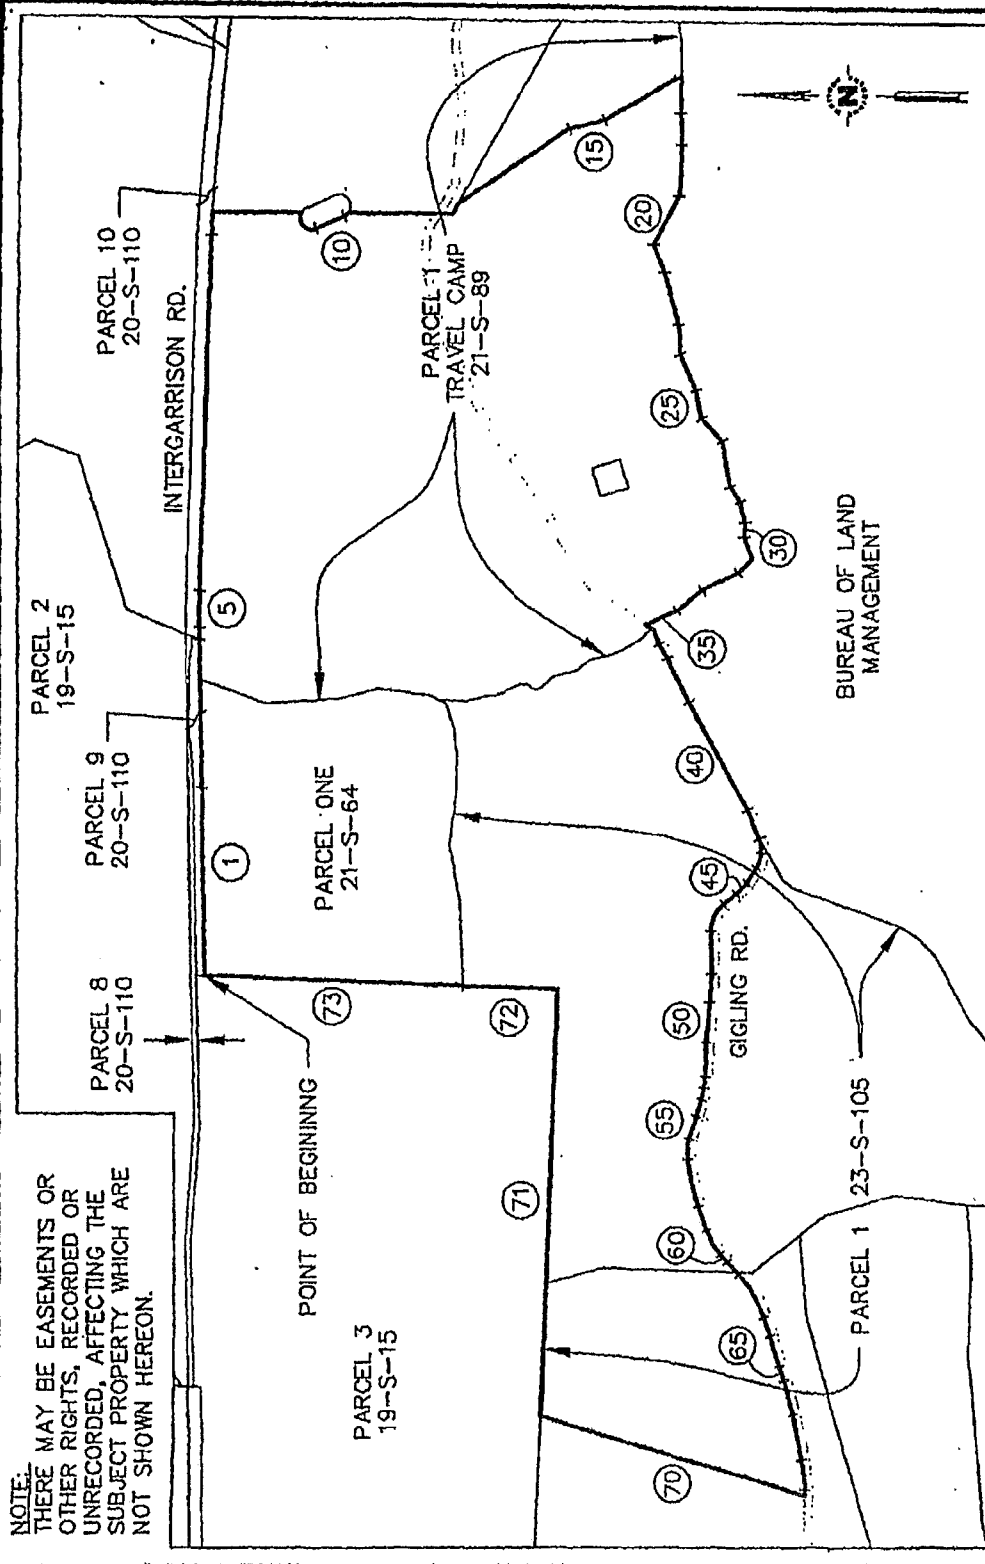 NOTE:
THERE MAY BE EASEMENTS OR
OTHER RIGHTS, RECORDED OR
UNRECORDED, AFFECTING THE
SUBJECT PROPERTY WHICH ARE
NOT SHOWN HEREON.
PARCEL 2
19-S-15
PARCEL 8
20-S-110
PARCEL 9
20-S-110
PARCEL 10
20-S-110
INTERGARRISON RD.
1
5
10
15
20
25
30
35
40
45
50
55
60
65
70
71
72
73
POINT OF BEGININNG
PARCEL ONE
21-S-64
PARCEL 1
TRAVEL CAMP
21-S-89
PARCEL 3
19-S-15
GIGLING RD.
PARCEL 1 23-S-105
BUREAU OF LAND
MANAGEMENT
N